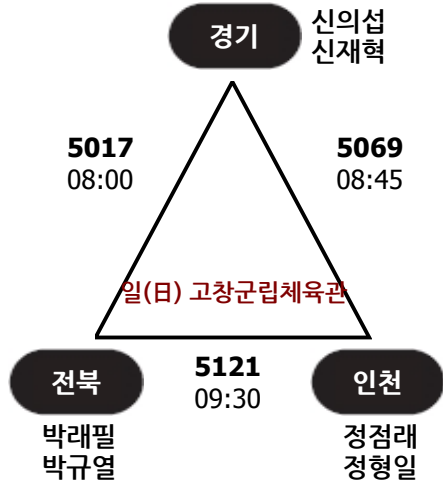 경기
신의섭
신재혁
5017
08:00
5069
08:45
일(日) 고창군립체육관
전북
5121
09:30
인천
박래필
박규열
정점래
정형일